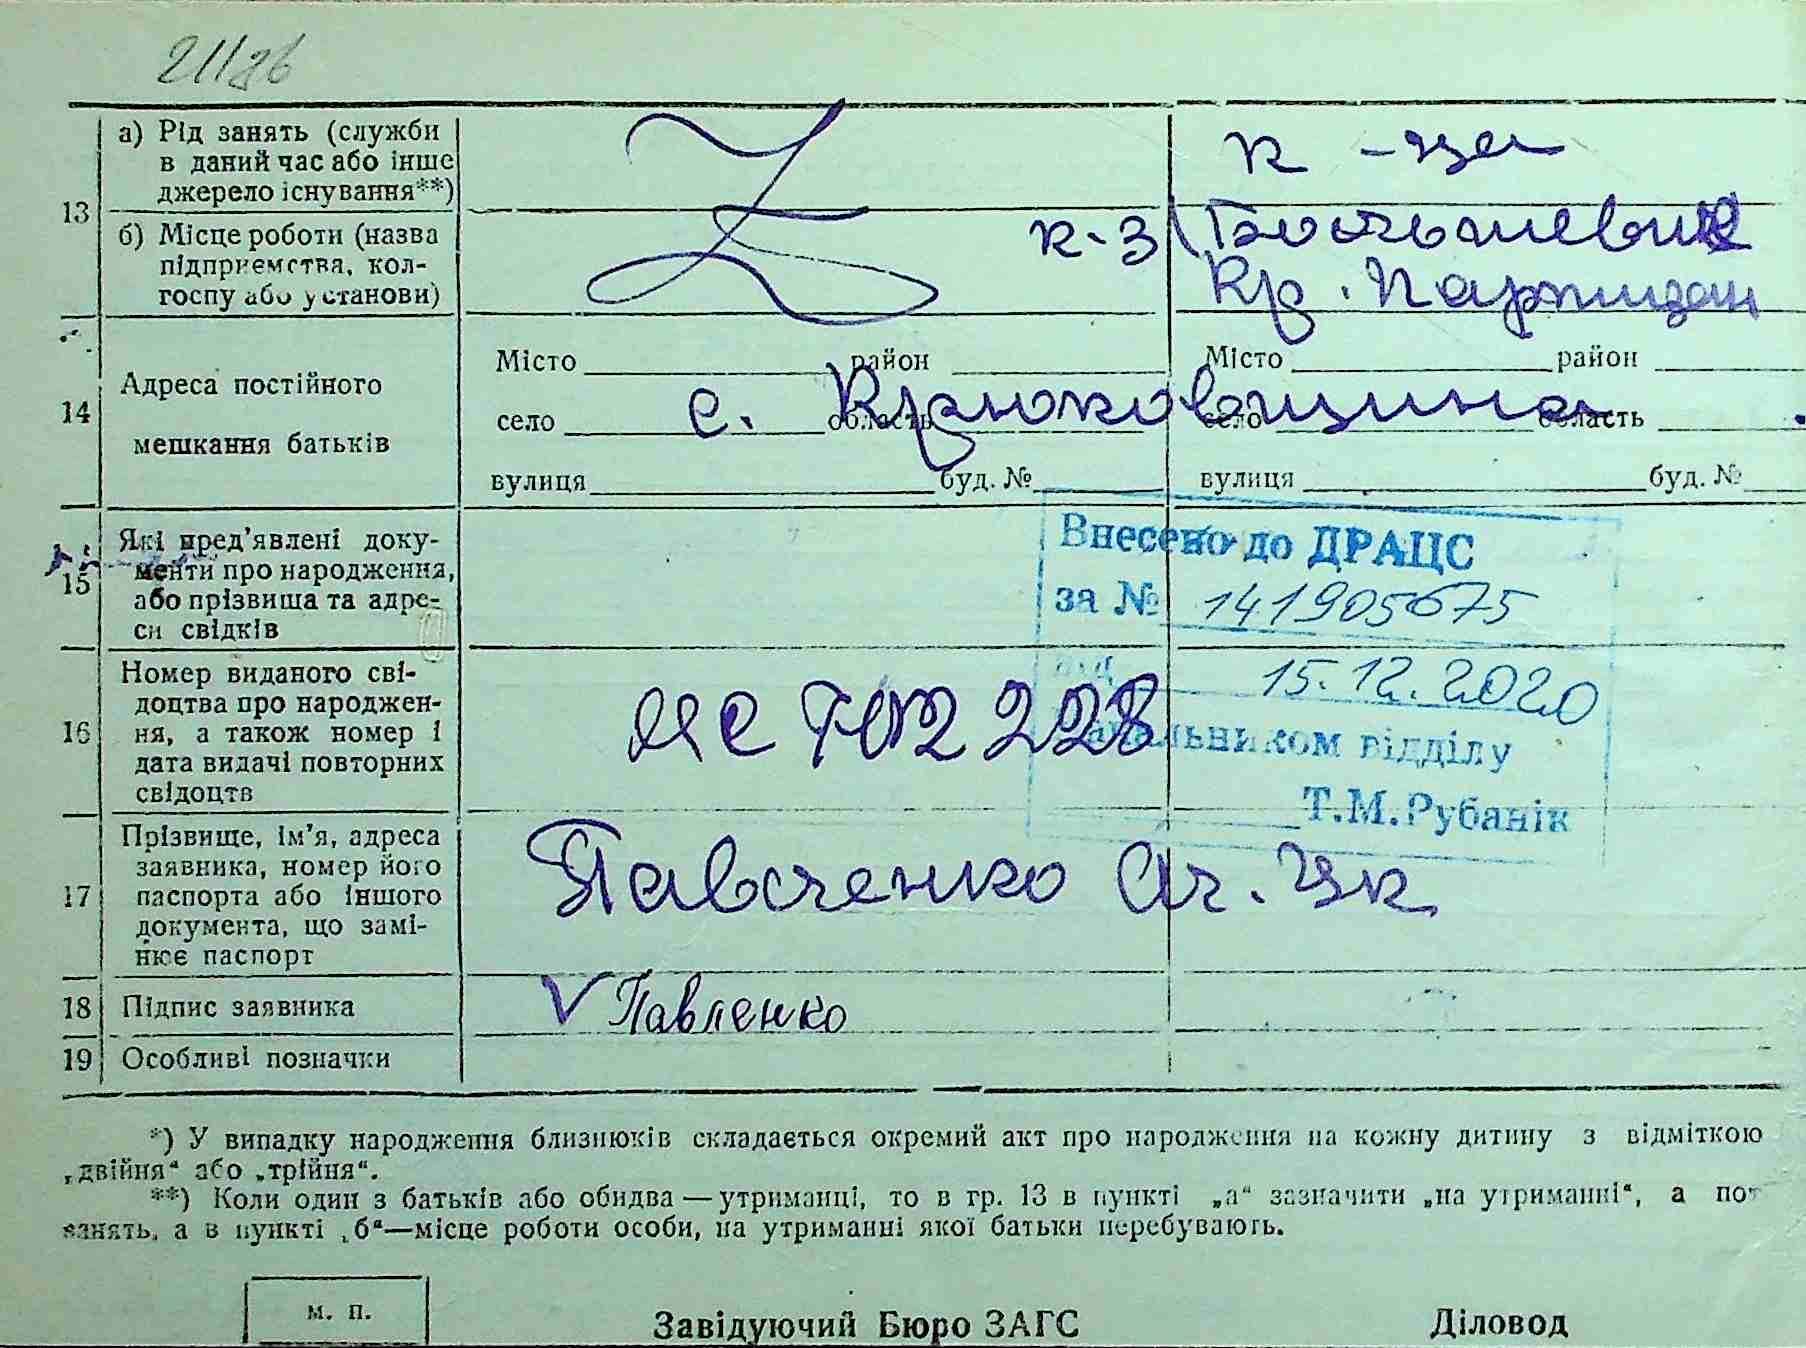 а) Рід занять (служби
в даний час або інше
джерело існування**)
к-ца
13
б) Місце роботи (назва
підприємства, кол-
госпу або установи)
к-з
Кр. Партизан
14
Адреса постійного
мешкання батьків
Місто район
село область
вулиця буд. №
Місто район
село область
вулиця буд. №
с. Крюковщина
15
Які пред'явлені доку-
менти про народження,
або прізвища та адре-
си свідків
Внесено до ДРАЦС
за № 141905675
від 15.12.2020
Начальником відділу
Т.М.Рубанік
16
Номер виданого сві-
доцтва про народжен-
ня, а також номер і
дата видачі повторних
свідоцтв
ЯС 702228
17
Прізвище, ім'я, адреса
заявника, номер його
паспорта або іншого
документа, що замі-
нює паспорт
Павленко
18
Підпис заявника
V Павленко
19
Особливі позначки
*) У випадку народження близнюків складається окремий акт про народження на кожну дитину з відміткою
„двійня“ або „трійня“.
**) Коли один з батьків або обидва — утриманці, то в гр. 13 в пункті „а“ зазначити „на утриманні“, а
занять, а в пункті „б“—місце роботи особи, на утриманні якої батьки перебувають.
м. п.
Завідуючий Бюро ЗАГС
Діловод